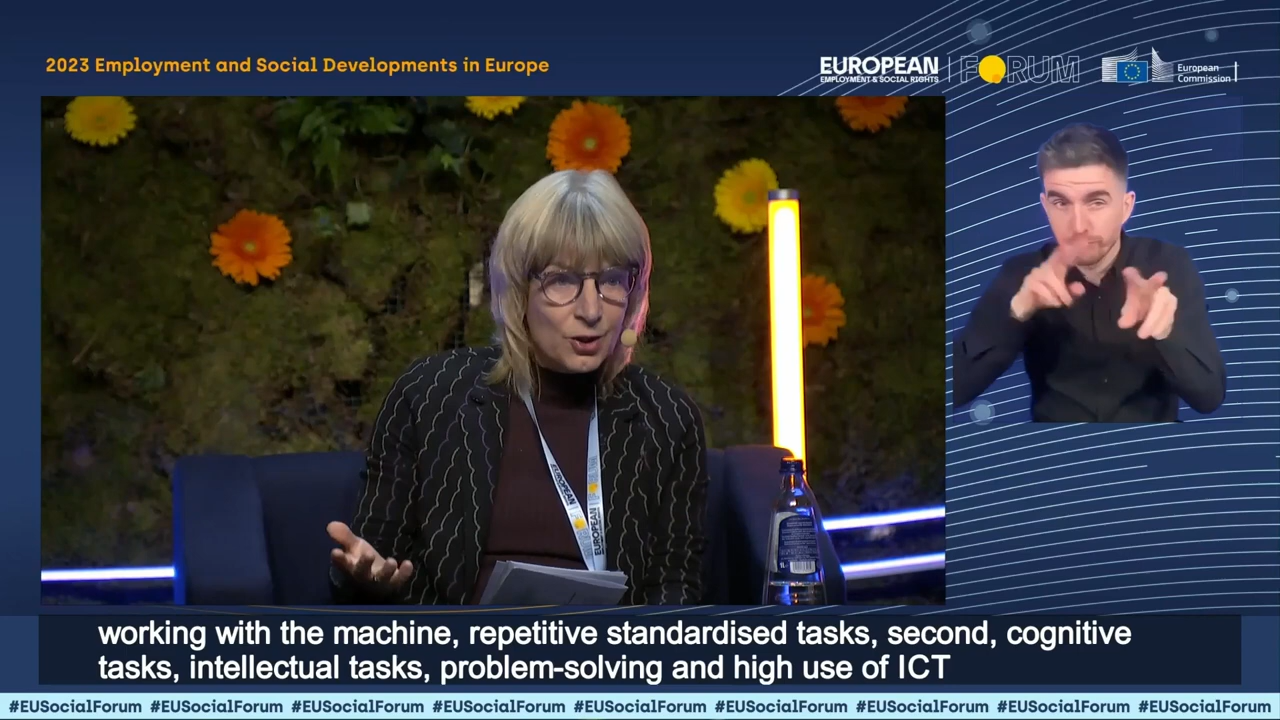 2023 Employment and Social Developments in Europe
EUROPEAN
EMPLOYMENT & SOCIAL RIGHTS
FORUM
European
Commission
EUROPEAN
EUROPEAN
working with the machine, repetitive standardised tasks, second, cognitive
tasks, intellectual tasks, problem-solving and high use of ICT
#EUSocialForum #EUSocialForum #EUSocialForum #EUSocialForum #EUSocialForum #EUSocialForum #EUSocialForum #EUSocialForum #EUSocialForum